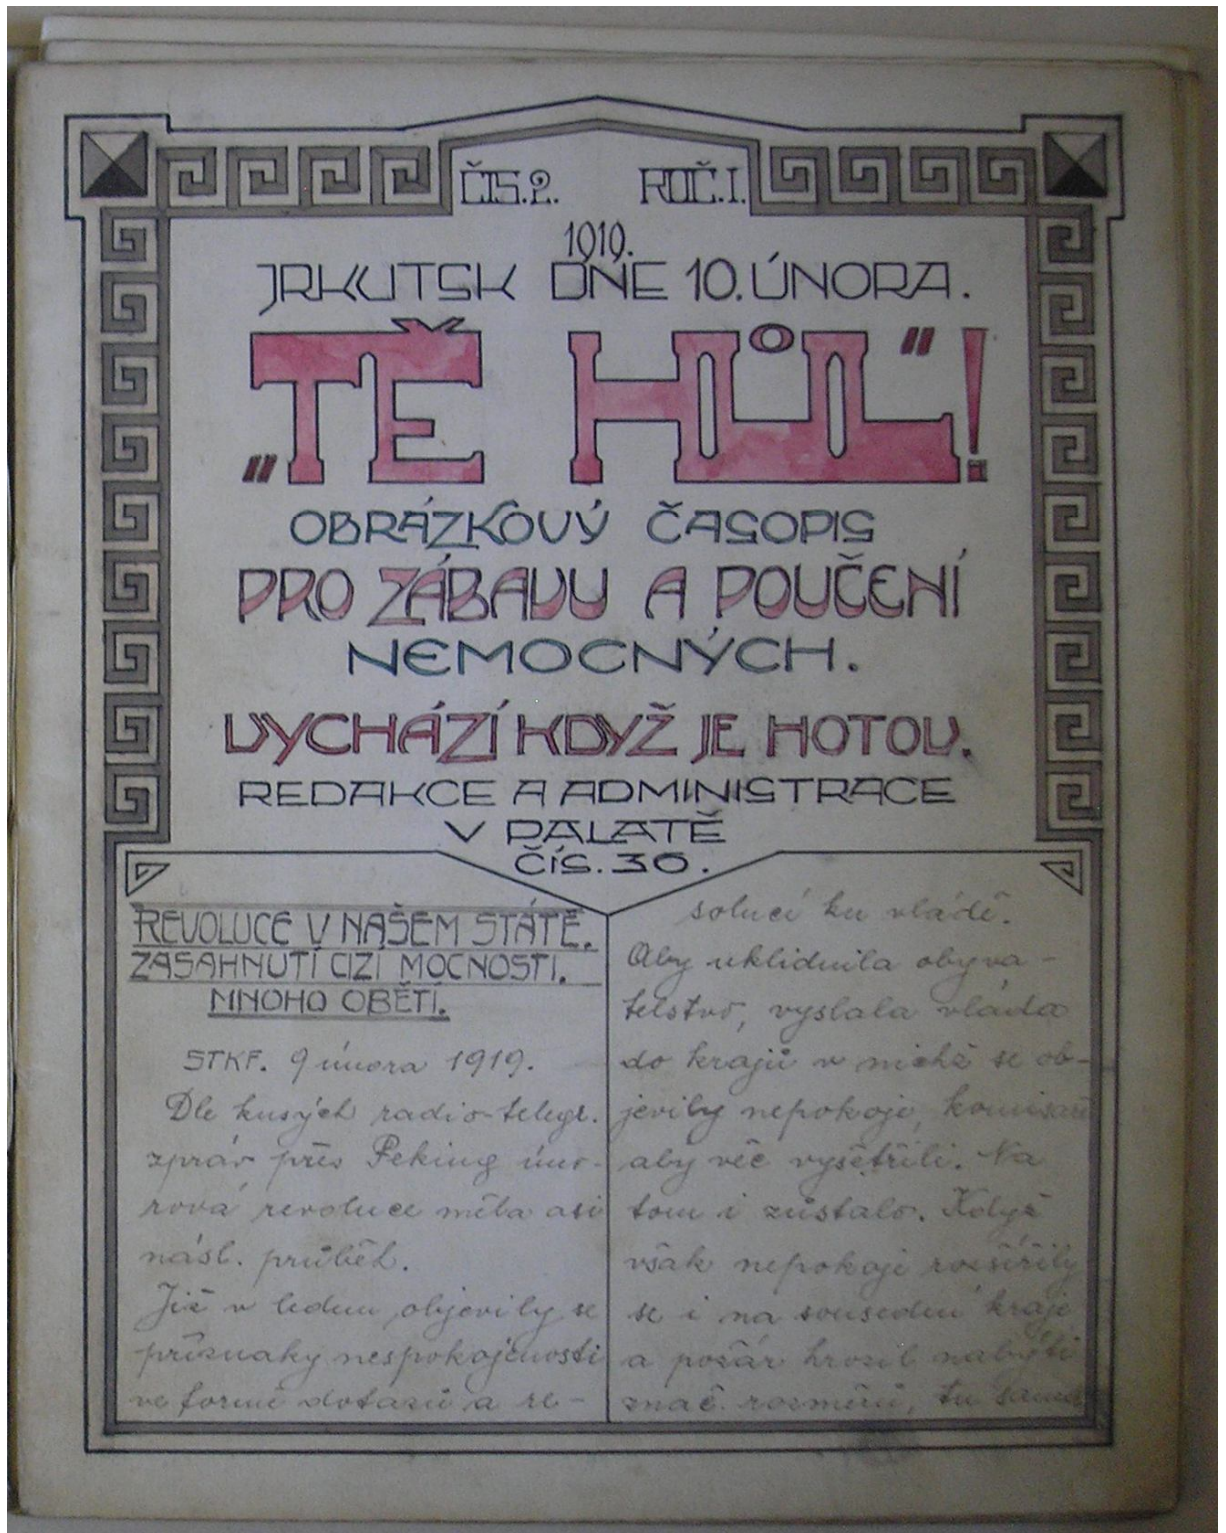 ČÍS. 2. ROČ. I.
1919.
JRKUTSK DNE 10. ÚNORA.
„TĚ HŮL“!
OBRÁZKOVÝ ČASOPIS
PRO ZÁBAVU A POUČENÍ
NEMOCNÝCH.
VYCHÁZÍ KDYŽ JE HOTOV.
REDAKCE A ADMINISTRACE
V PALATĚ
ČÍS. 30.
REVOLUCE V NAŠEM STÁTĚ.
ZASAHNUTÍ CIZÍ MOCNOSTI.
MNOHO OBĚTÍ.
STKF. 9 února 1919.
Dle kusých radio-telegr.
zpráv přes Peking úno-
rová revoluce měla asi
násl. průběh.
Již v lednu objevily se
příznaky nespokojenosti
ve formě dotazů a re-
solucí ku vládě.
Aby uklidnila obyva-
telstvo, vyslala vláda
do krajů v nichž se ob-
jevily nepokoje, komisaře
aby věc vyšetřili. Na
tom i zůstalo. Když
však nepokoje rozšířily
se i na sousední kraje
a požár hrozil nabýti
znač. rozměrů, tu